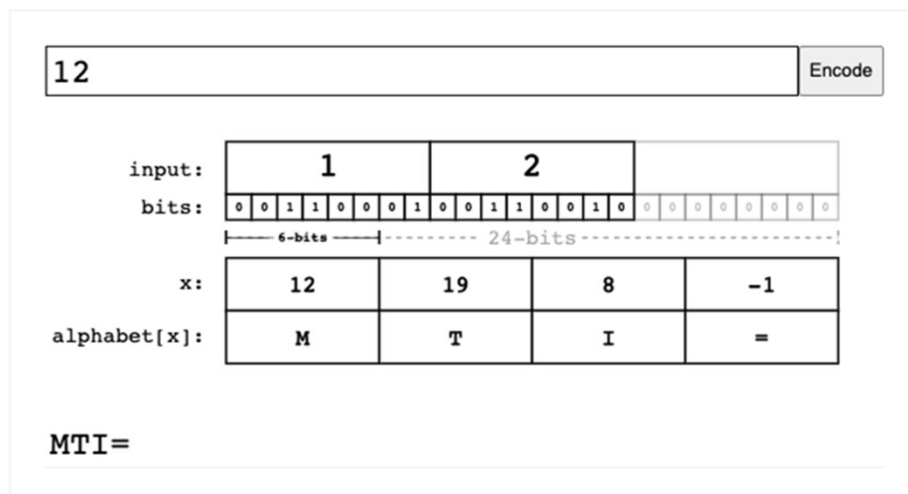 12 Encode
input: 1 2
bits: 0 0 1 1 0 0 0 1 0 0 1 1 0 0 1 0 0 0 0 0 0 0 0 0
6-bits 24-bits
x: 12 19 8 -1
alphabet[x]: M T I =
MTI=